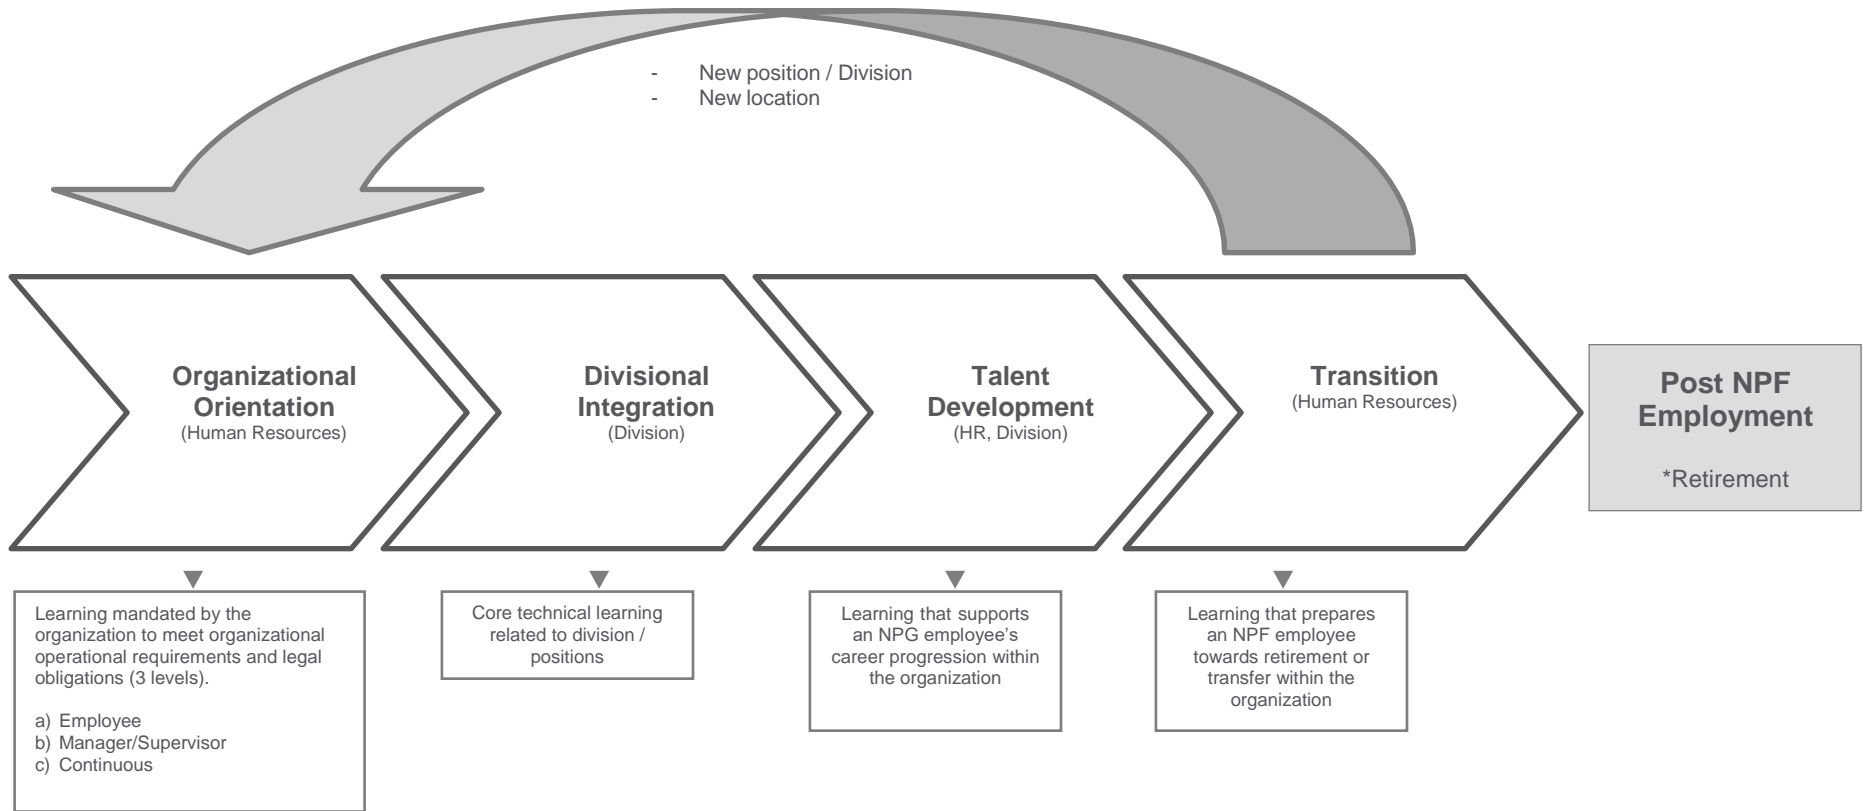 - New position / Division
- New location
Organizational
Orientation
(Human Resources)
Divisional
Integration
(Division)
Talent
Development
(HR, Division)
Transition
(Human Resources)
Post NPF
Employment
*Retirement
Learning mandated by the
organization to meet organizational
operational requirements and legal
obligations (3 levels).
a) Employee
b) Manager/Supervisor
c) Continuous
Core technical learning
related to division /
positions
Learning that supports
an NPG employee’s
career progression within
the organization
Learning that prepares
an NPF employee
towards retirement or
transfer within the
organization